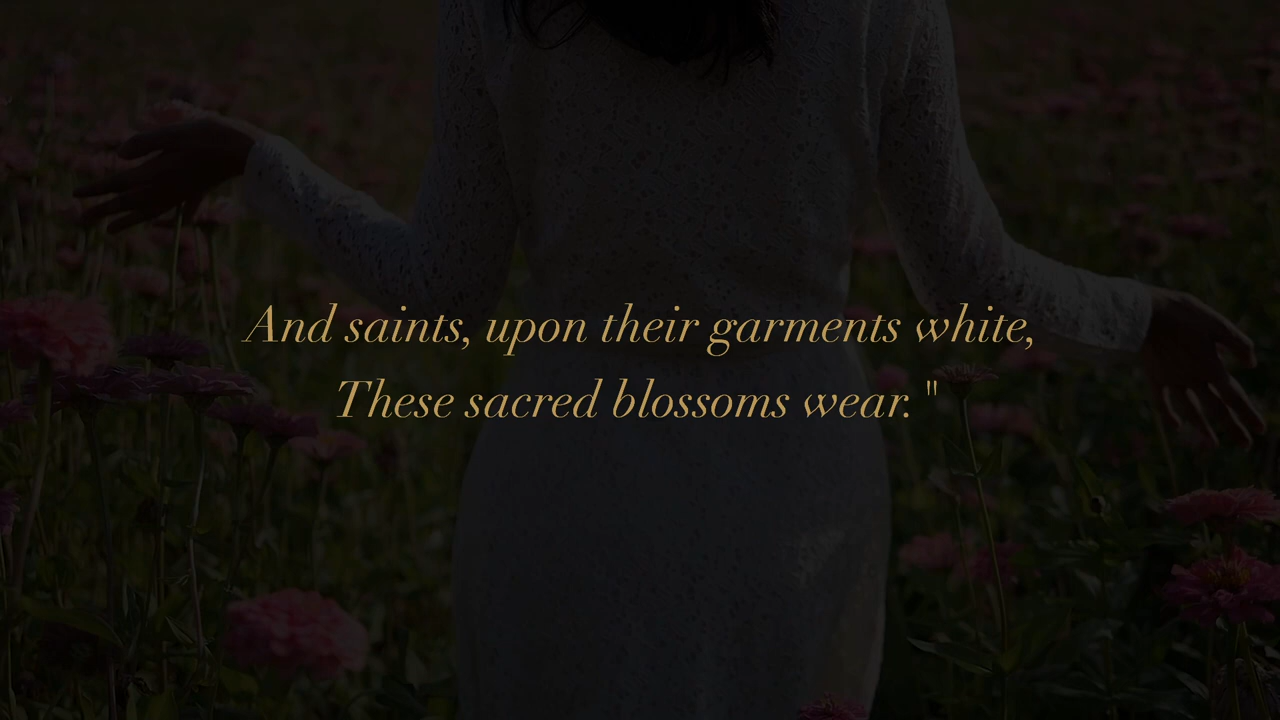 And saints, upon their garments white,
These sacred blossoms wear. "